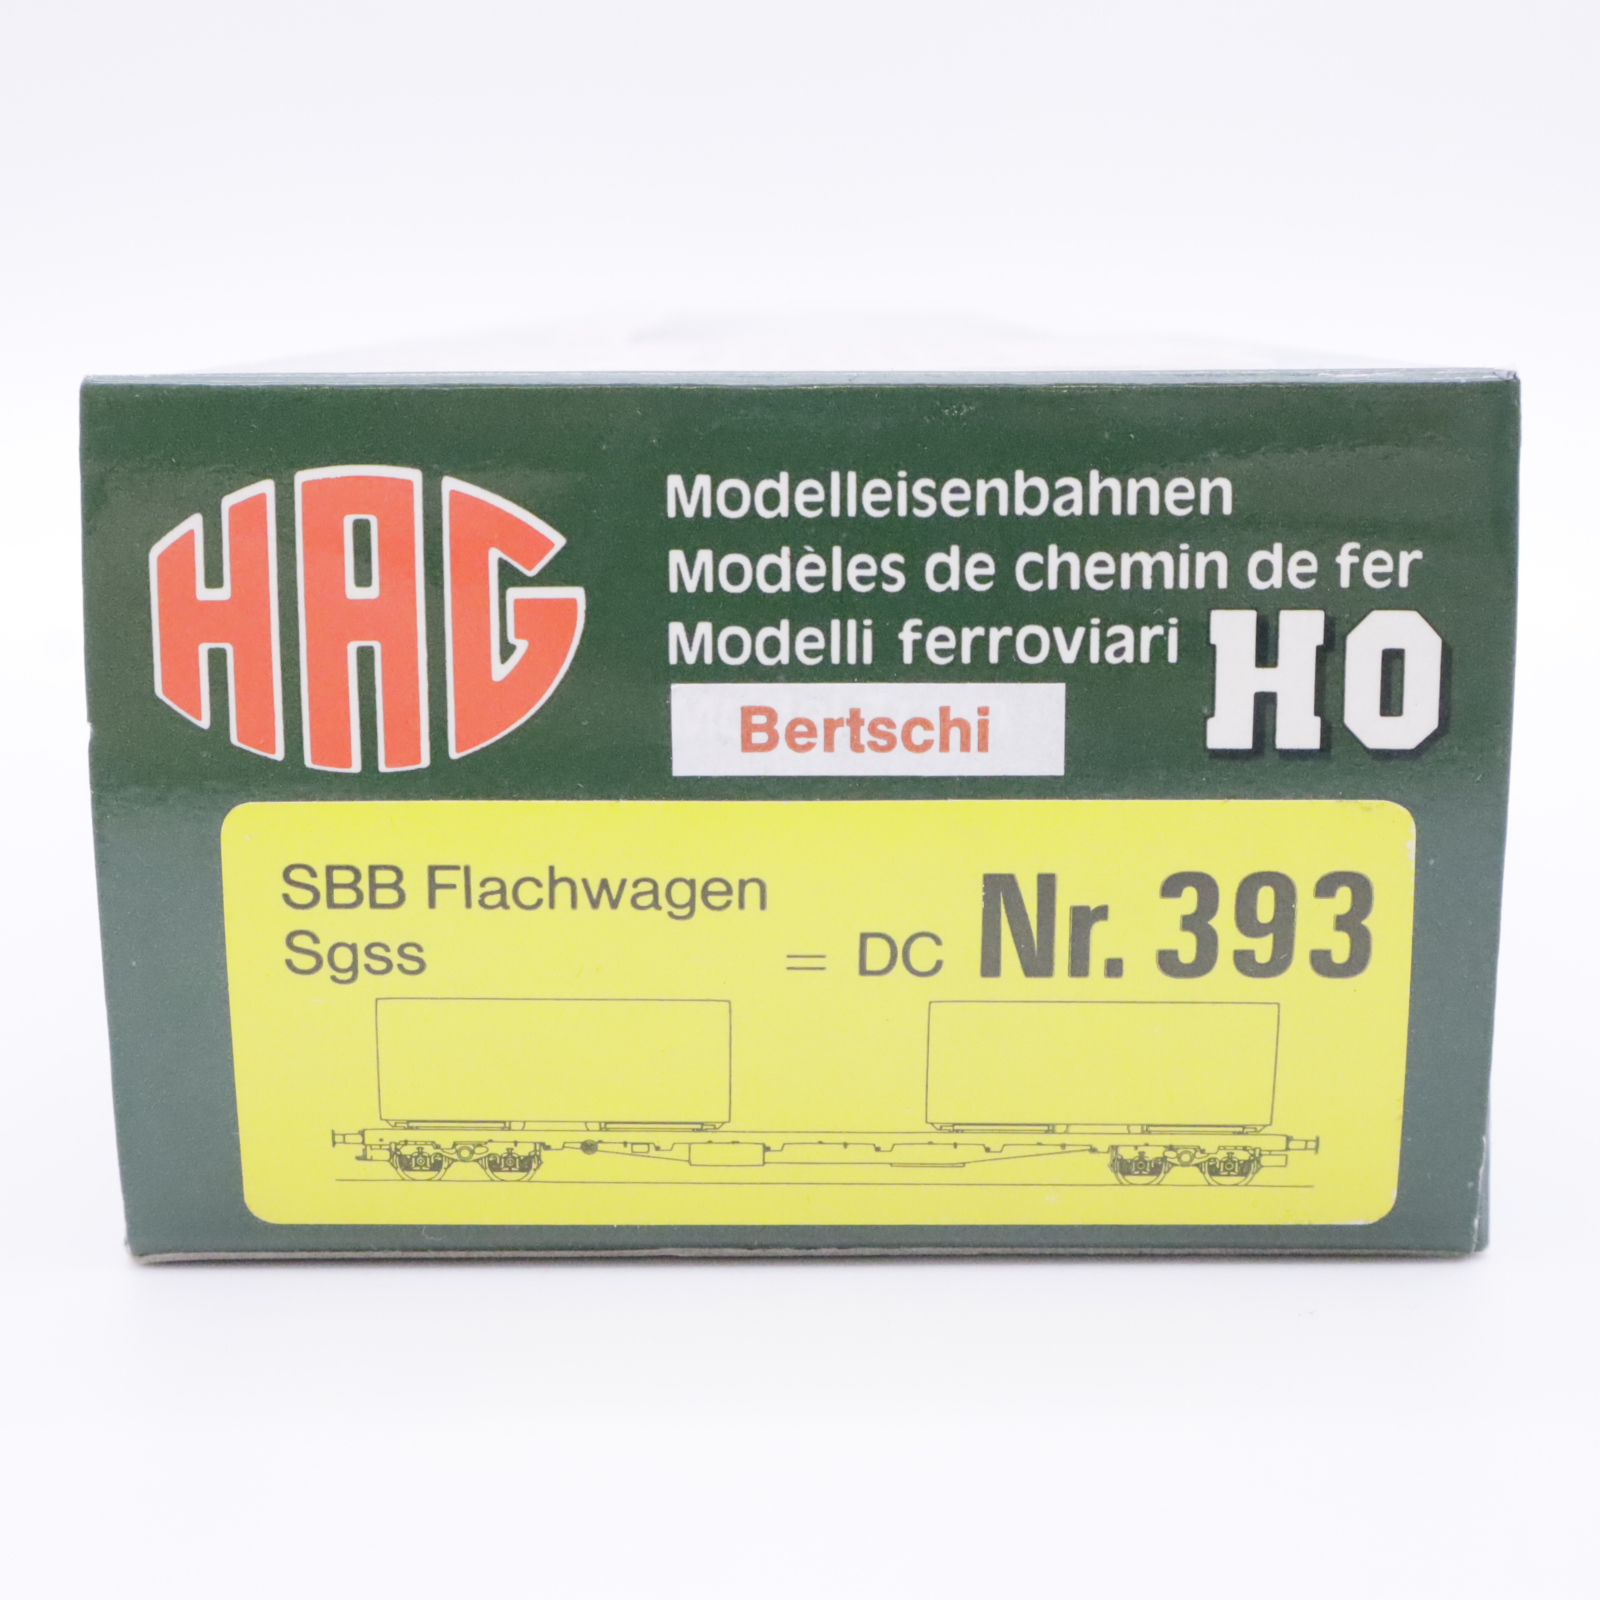 HAG
Modelleisenbahnen
Modèles de chemin de fer
Modelli ferroviari HO
Bertschi
SBB Flachwagen
Sgss = DC Nr. 393